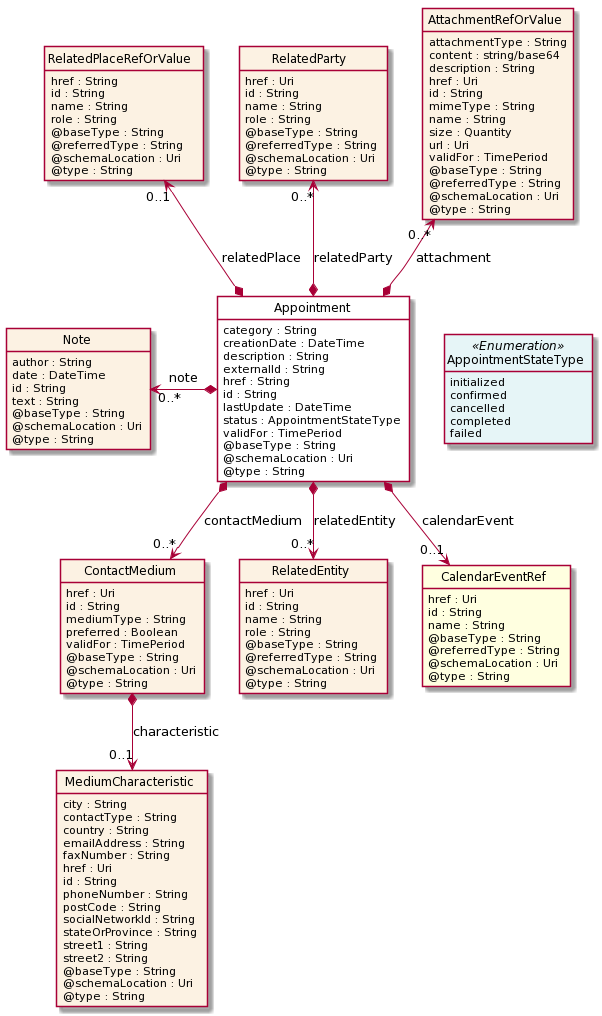 AttachmentRefOrValue
attachmentType : String
content : string/base64
description : String
href : Uri
id : String
mimeType : String
name : String
size : Quantity
url : Uri
validFor : TimePeriod
@baseType : String
@referredType : String
@schemaLocation : Uri
@type : String
RelatedPlaceRefOrValue
href : String
id : String
name : String
role : String
@baseType : String
@referredType : String
@schemaLocation : Uri
@type : String
RelatedParty
href : Uri
id : String
name : String
role : String
@baseType : String
@referredType : String
@schemaLocation : Uri
@type : String
0..1
0..*
0..*
relatedPlace
relatedParty
attachment
Appointment
category : String
creationDate : DateTime
description : String
externalId : String
href : String
id : String
lastUpdate : DateTime
status : AppointmentStateType
validFor : TimePeriod
@baseType : String
@schemaLocation : Uri
@type : String
Note
author : String
date : DateTime
id : String
text : String
@baseType : String
@schemaLocation : Uri
@type : String
note
0..*
«Enumeration»
AppointmentStateType
initialized
confirmed
cancelled
completed
failed
contactMedium
relatedEntity
calendarEvent
0..*
0..*
0..1
ContactMedium
href : Uri
id : String
mediumType : String
preferred : Boolean
validFor : TimePeriod
@baseType : String
@schemaLocation : Uri
@type : String
RelatedEntity
href : Uri
id : String
name : String
role : String
@baseType : String
@referredType : String
@schemaLocation : Uri
@type : String
CalendarEventRef
href : Uri
id : String
name : String
@baseType : String
@referredType : String
@schemaLocation : Uri
@type : String
characteristic
0..1
MediumCharacteristic
city : String
contactType : String
country : String
emailAddress : String
faxNumber : String
href : Uri
id : String
phoneNumber : String
postCode : String
socialNetworkId : String
stateOrProvince : String
street1 : String
street2 : String
@baseType : String
@schemaLocation : Uri
@type : String